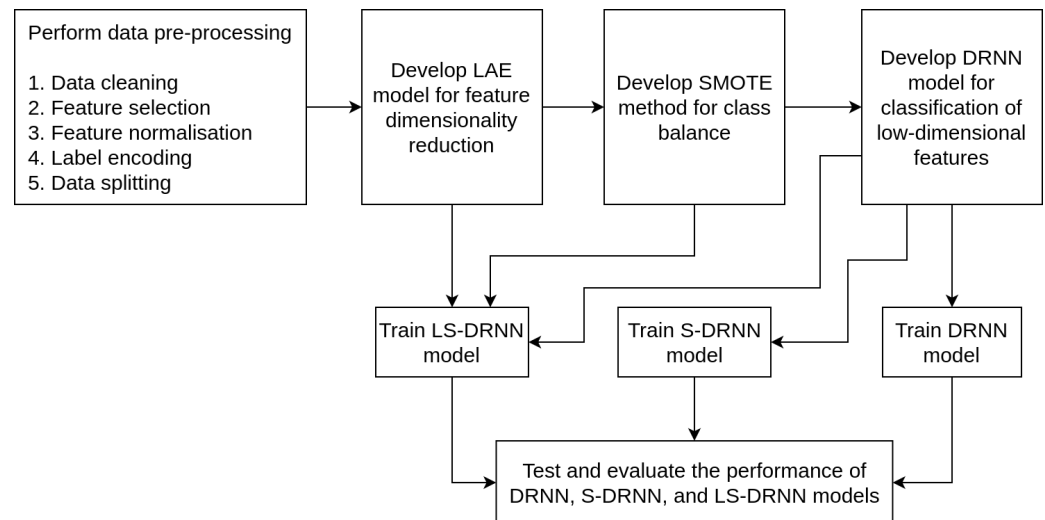 Perform data pre-processing
1. Data cleaning
2. Feature selection
3. Feature normalisation
4. Label encoding
5. Data splitting
Develop LAE
model for feature
dimensionality
reduction
Develop SMOTE
method for class
balance
Develop DRNN
model for
classification of
low-dimensional
features
Train LS-DRNN
model
Train S-DRNN
model
Train DRNN
model
Test and evaluate the performance of
DRNN, S-DRNN, and LS-DRNN models